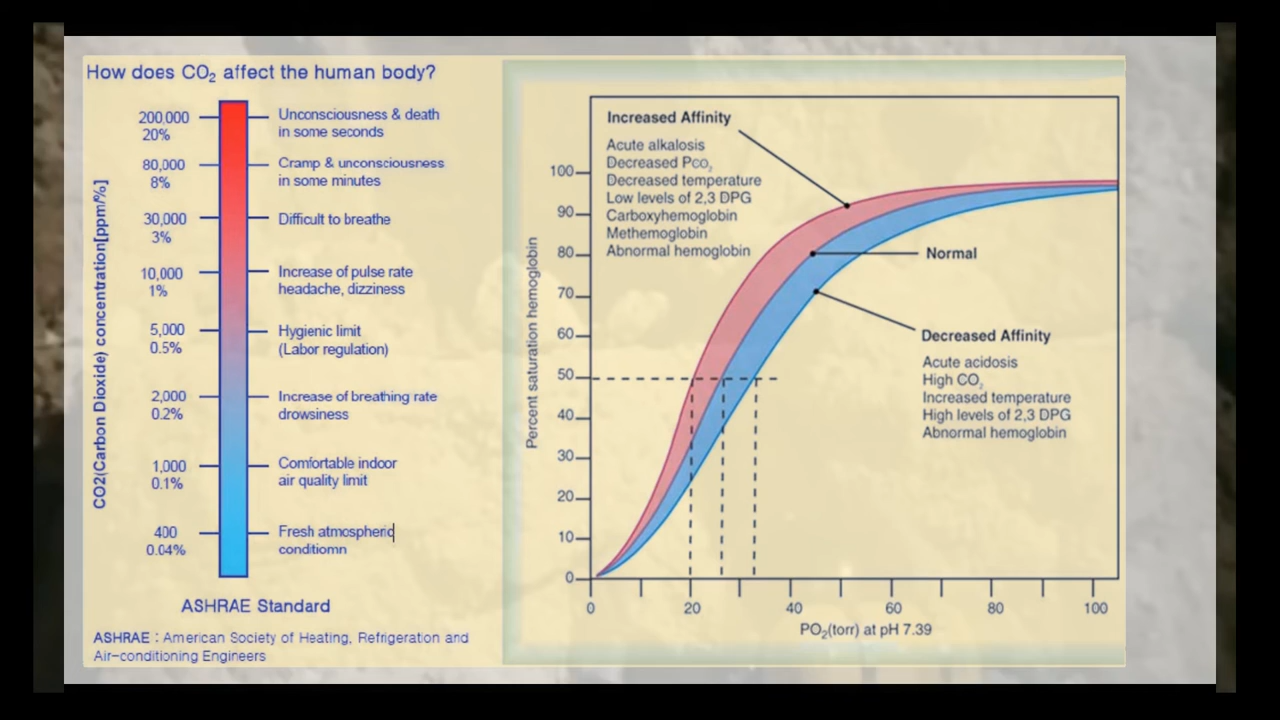 How does CO₂ affect the human body?
CO2(Carbon Dioxide) concentration[ppm/%]
200,000
20%
Unconsciousness & death
in some seconds
80,000
8%
Cramp & unconsciousness
in some minutes
30,000
3%
Difficult to breathe
10,000
1%
Increase of pulse rate
headache, dizziness
5,000
0.5%
Hygienic limit
(Labor regulation)
2,000
0.2%
Increase of breathing rate
drowsiness
1,000
0.1%
Comfortable indoor
air quality limit
400
0.04%
Fresh atmospheric
conditiomn
ASHRAE Standard
ASHRAE : American Society of Heating, Refrigeration and
Air-conditioning Engineers
Increased Affinity
Acute alkalosis
Decreased PCO₂
Decreased temperature
Low levels of 2,3 DPG
Carboxyhemoglobin
Methemoglobin
Abnormal hemoglobin
Normal
Decreased Affinity
Acute acidosis
High CO₂
Increased temperature
High levels of 2,3 DPG
Abnormal hemoglobin
Percent saturation hemoglobin
100
90
80
70
60
50
40
30
20
10
0
0 20 40 60 80 100
PO₂(torr) at pH 7.39